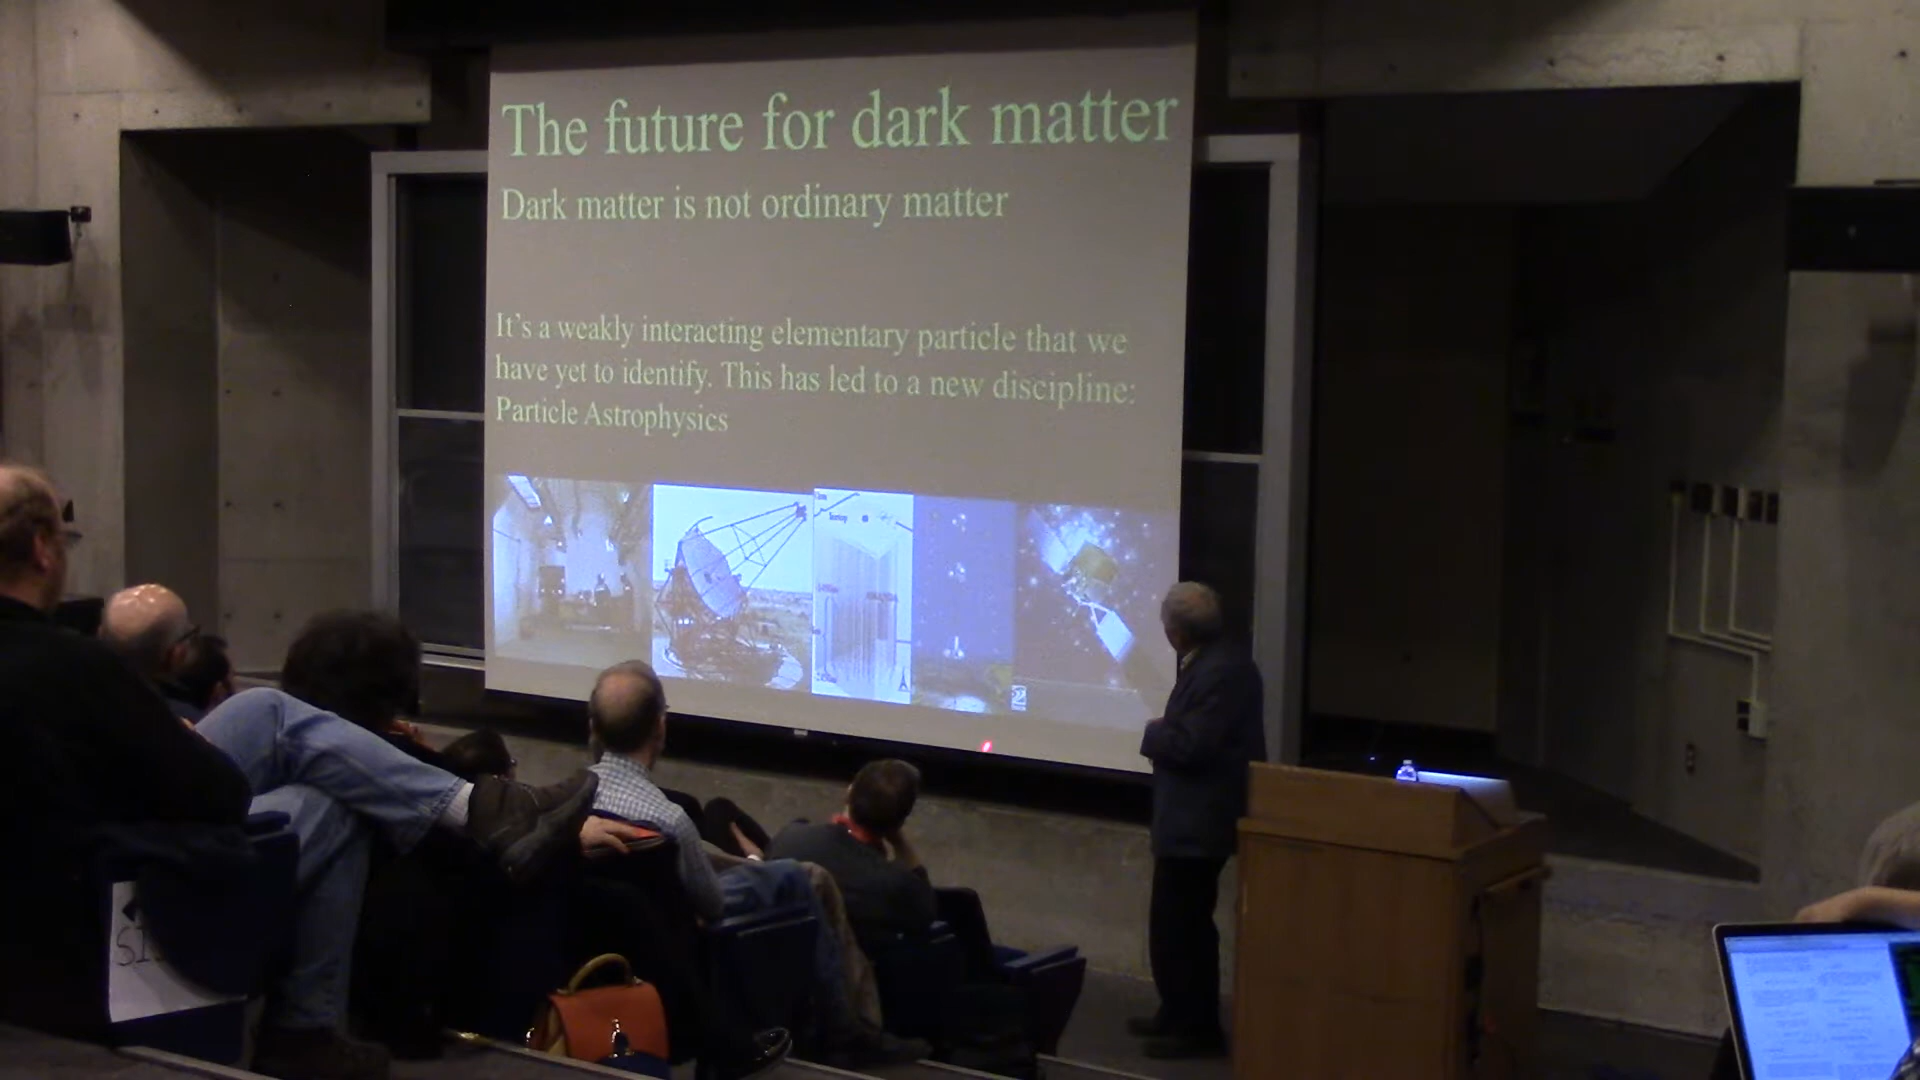 The future for dark matter
Dark matter is not ordinary matter
It's a weakly interacting elementary particle that we
have yet to identify. This has led to a new discipline:
Particle Astrophysics